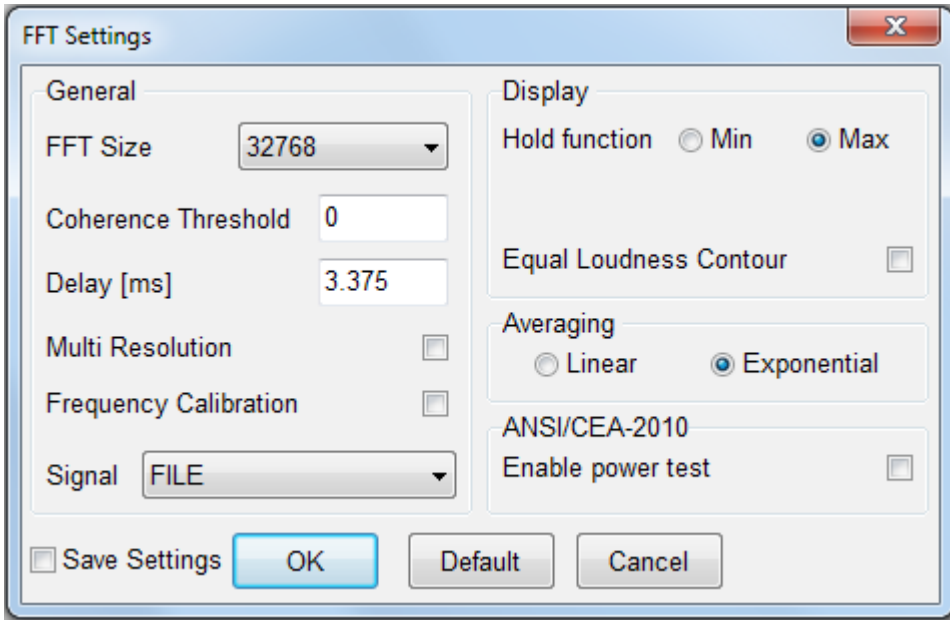 FFT Settings
General
FFT Size 32768
Coherence Threshold 0
Delay [ms] 3.375
Multi Resolution
Frequency Calibration
Signal FILE
Display
Hold function Min Max
Equal Loudness Contour
Averaging
Linear Exponential
ANSI/CEA-2010
Enable power test
Save Settings OK Default Cancel